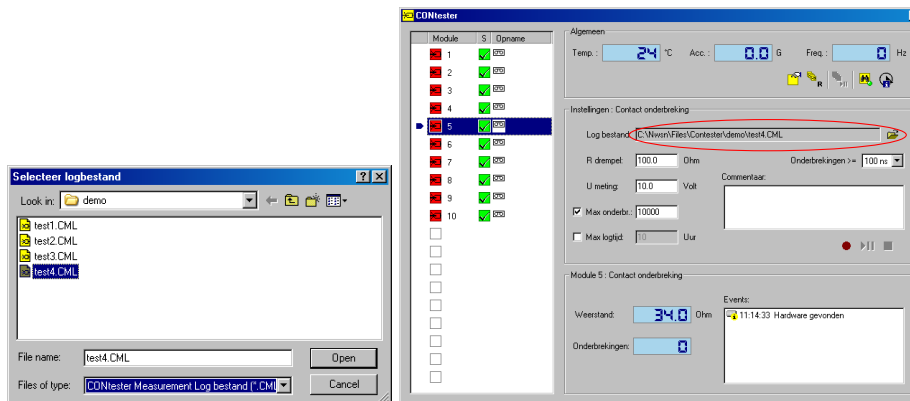 Selecteer logbestand
Look in: demo
test1.CML
test2.CML
test3.CML
test4.CML
File name: test4.CML Open
Files of type: CONtester Measurement Log bestand (*.CML Cancel
CONtester
Module S Opname
1
2
3
4
5
6
7
8
9
10
Algemeen
Temp.: 24 °C Acc.: 0.0 G Freq.: 0 Hz
Instellingen : Contact onderbreking
Log bestand: C:\Niwsn\Files\Contester\demo\test4.CML
R drempel: 100.0 Ohm Onderbrekingen >= 100 ns
U meting: 10.0 Volt Commentaar:
Max onderbr.: 10000
Max logtijd: 10 Uur
Module 5 : Contact onderbreking
Weerstand: 34.0 Ohm
Onderbrekingen: 0
Events:
11:14:33 Hardware gevonden